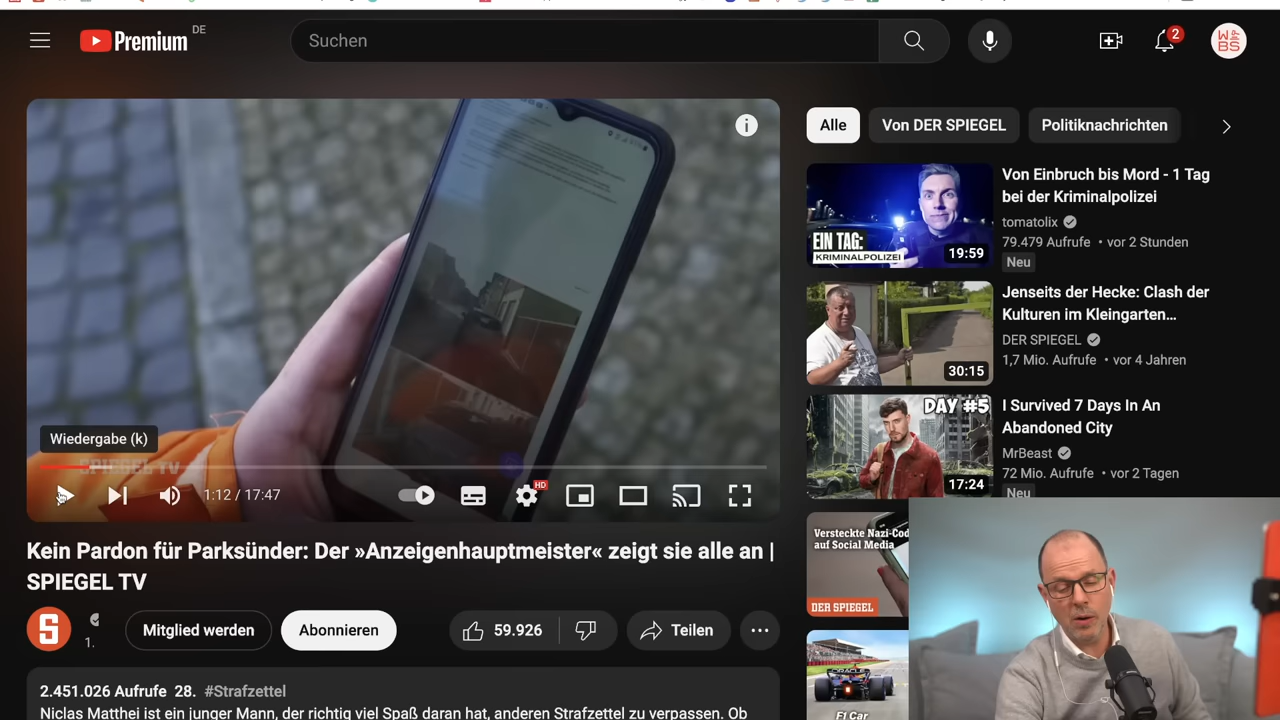 Premium DE
Suchen
2
W BS
Alle
Von DER SPIEGEL
Politiknachrichten
EIN TAG:
KRIMINALPOLIZEI
19:59
Von Einbruch bis Mord - 1 Tag
bei der Kriminalpolizei
tomatolix
79.479 Aufrufe • vor 2 Stunden
Neu
30:15
Jenseits der Hecke: Clash der
Kulturen im Kleingarten…
DER SPIEGEL
1,7 Mio. Aufrufe • vor 4 Jahren
DAY #5
17:24
I Survived 7 Days In An
Abandoned City
MrBeast
72 Mio. Aufrufe • vor 2 Tagen
Neu
Versteckte Nazi-Cod
auf Social Media
DER SPIEGEL
ORACLE
F1 Car
Wiedergabe (k)
SPIEGEL TV
1:12 / 17:47
HD
Kein Pardon für Parksünder: Der »Anzeigenhauptmeister« zeigt sie alle an |
SPIEGEL TV
S
1.
Mitglied werden
Abonnieren
59.926
Teilen
2.451.026 Aufrufe 28. #Strafzettel
Niclas Matthei ist ein junger Mann, der richtig viel Spaß daran hat, anderen Strafzettel zu verpassen. Ob